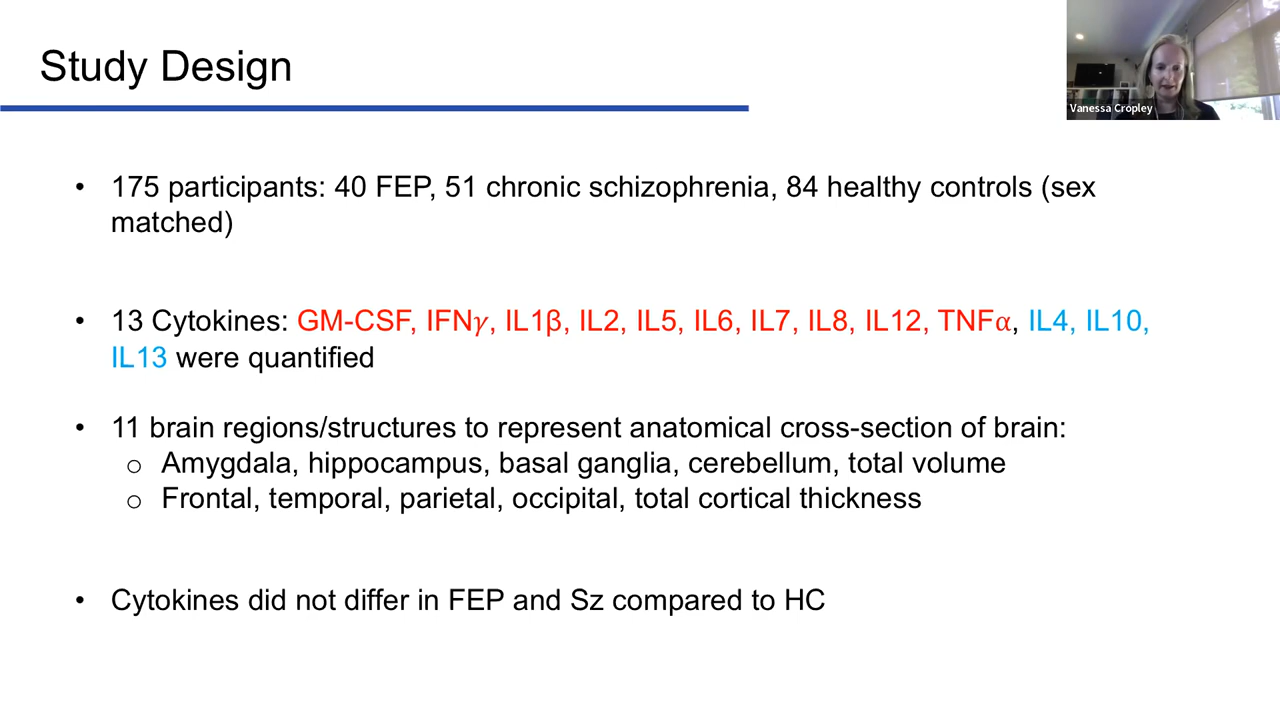 Study Design
Vanessa Cropley
• 175 participants: 40 FEP, 51 chronic schizophrenia, 84 healthy controls (sex
matched)
• 13 Cytokines: GM-CSF, IFN𝛾, IL1β, IL2, IL5, IL6, IL7, IL8, IL12, TNFα, IL4, IL10,
IL13 were quantified
• 11 brain regions/structures to represent anatomical cross-section of brain:
o Amygdala, hippocampus, basal ganglia, cerebellum, total volume
o Frontal, temporal, parietal, occipital, total cortical thickness
• Cytokines did not differ in FEP and Sz compared to HC